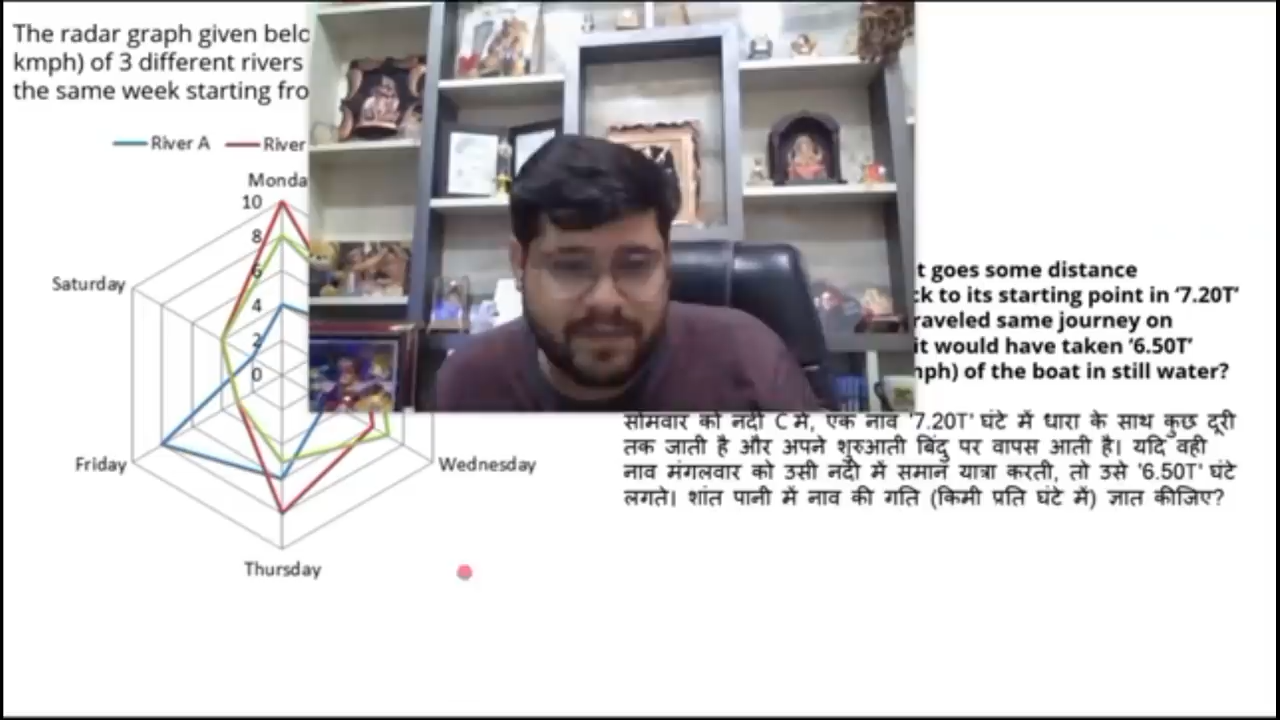 The radar graph given belo
kmph) of 3 different rivers
the same week starting fro
River A
River
Monda
10
8
6
4
2
0
Saturday
Friday
Wednesday
Thursday
t goes some distance
ck to its starting point in ‘7.20T’
raveled same journey on
it would have taken ‘6.50T’
nph) of the boat in still water?
सोमवार को नदी C में, एक नाव '7.20T' घंटे में धारा के साथ कुछ दूरी
तक जाती है और अपने शुरुआती बिंदु पर वापस आती है। यदि वही
नाव मंगलवार को उसी नदी में समान यात्रा करती, तो उसे '6.50T' घंटे
लगते। शांत पानी में नाव की गति (किमी प्रति घंटे में) ज्ञात कीजिए?